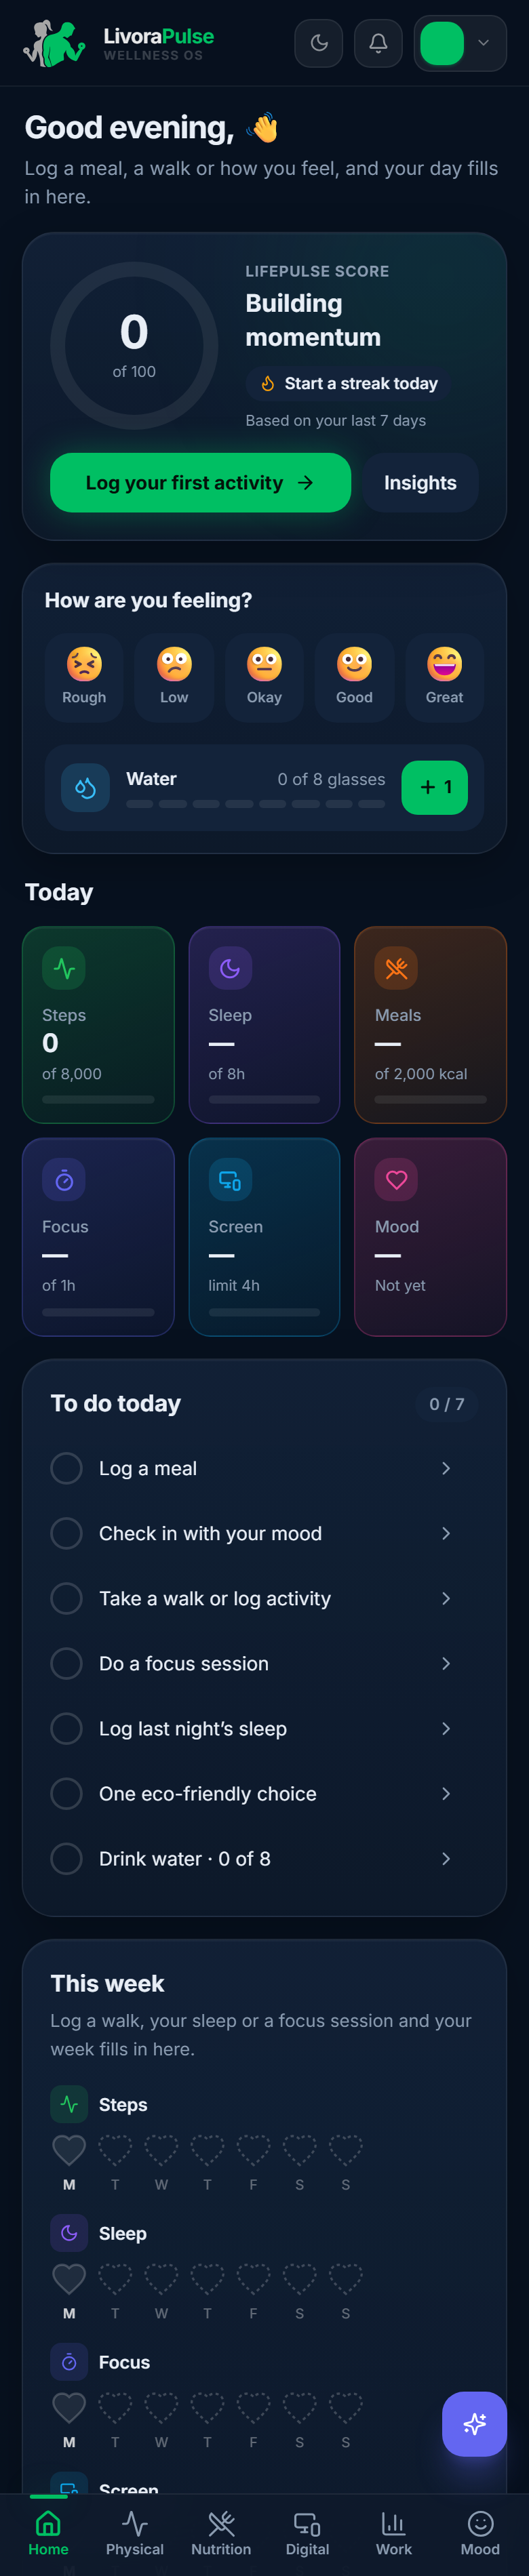 LivoraPulse
WELLNESS OS
Good evening,
Log a meal, a walk or how you feel, and your day fills
in here.
LIFEPULSE SCORE
0
of 100
Building
momentum
Start a streak today
Based on your last 7 days
Log your first activity
Insights
How are you feeling?
Rough Low Okay Good Great
Water 0 of 8 glasses
+ 1
Today
Steps
0
of 8,000
Sleep
—
of 8h
Meals
—
of 2,000 kcal
Focus
—
of 1h
Screen
—
limit 4h
Mood
—
Not yet
To do today 0 / 7
Log a meal
Check in with your mood
Take a walk or log activity
Do a focus session
Log last night’s sleep
One eco-friendly choice
Drink water · 0 of 8
This week
Log a walk, your sleep or a focus session and your
week fills in here.
Steps
M T W T F S S
Sleep
M T W T F S S
Focus
M T W T F S S
Screen
Home Physical Nutrition Digital Work Mood